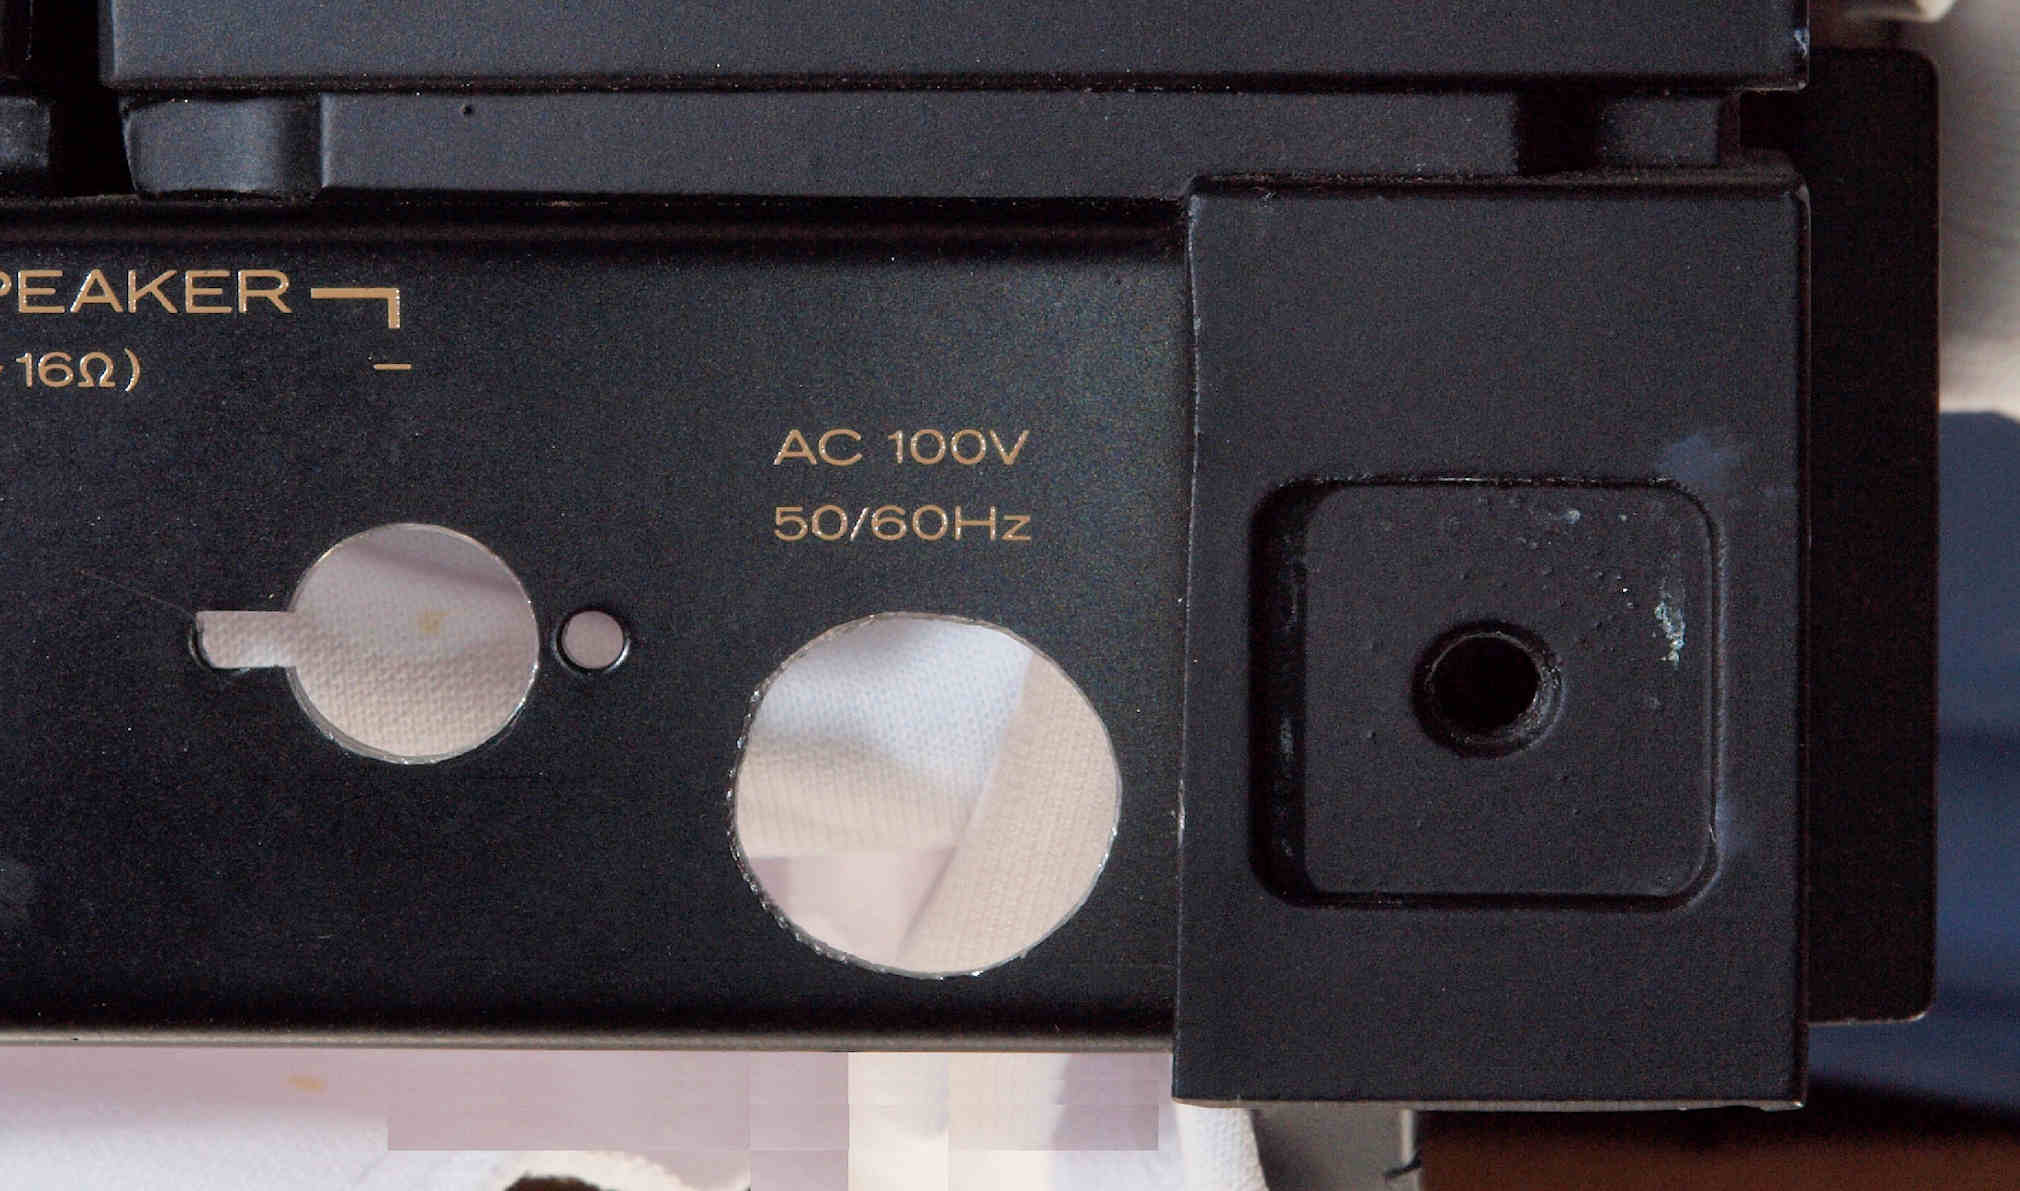 PEAKER
16Ω)
AC 100V
50/60Hz